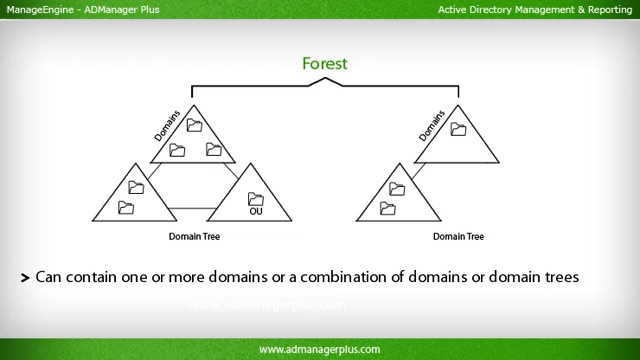 ManageEngine - ADManager Plus
Active Directory Management & Reporting
Forest
Domains
Domains
OU
Domain Tree
Domain Tree
> Can contain one or more domains or a combination of domains or domain trees
www.admanagerplus.com
www.admanagerplus.com